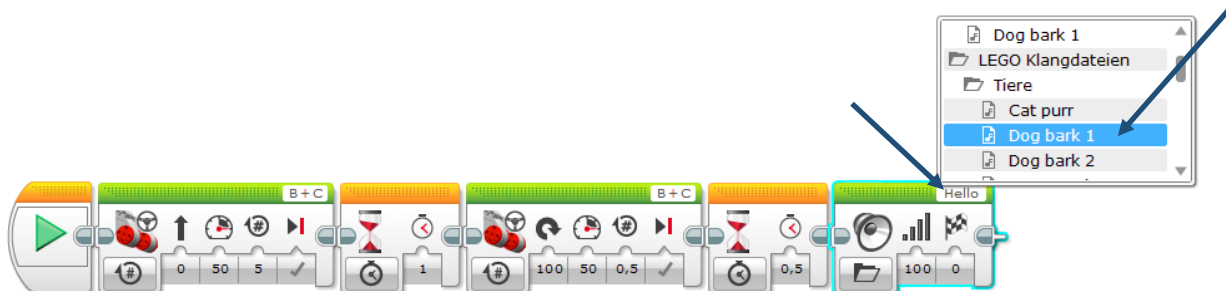 Dog bark 1
LEGO Klangdateien
Tiere
Cat purr
Dog bark 1
Dog bark 2
B+C
B+C
Hello
#
#
0 50 5
1
#
#
100 50 0,5
0,5
100 0